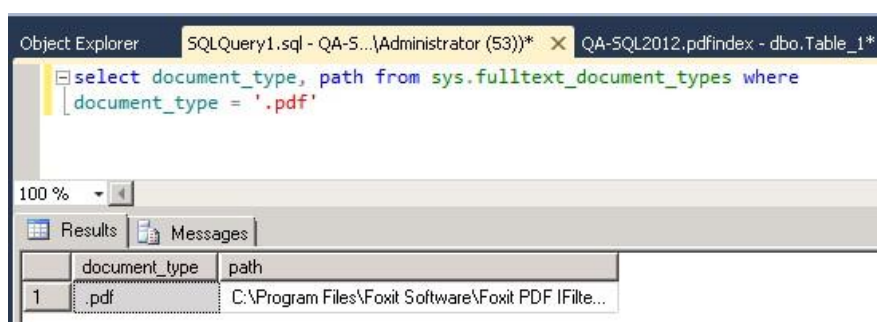 Object Explorer SQLQuery1.sql - QA-S...\Administrator (53))* QA-SQL2012.pdfindex - dbo.Table_1*
select document_type, path from sys.fulltext_document_types where
document_type = '.pdf'
100 %
Results Messages
document_type path
1 .pdf C:\Program Files\Foxit Software\Foxit PDF IFilte...